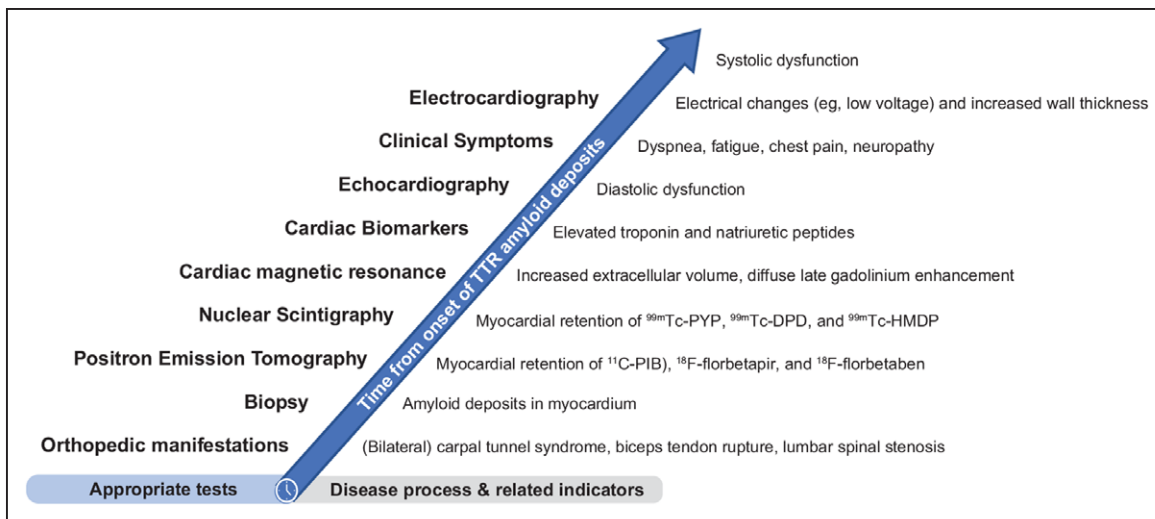 Systolic dysfunction
Electrocardiography
Electrical changes (eg, low voltage) and increased wall thickness
Clinical Symptoms
Dyspnea, fatigue, chest pain, neuropathy
Echocardiography
Diastolic dysfunction
Cardiac Biomarkers
Elevated troponin and natriuretic peptides
Cardiac magnetic resonance
Increased extracellular volume, diffuse late gadolinium enhancement
Nuclear Scintigraphy
Myocardial retention of ⁹⁹ᵐTc-PYP, ⁹⁹ᵐTc-DPD, and ⁹⁹ᵐTc-HMDP
Positron Emission Tomography
Myocardial retention of ¹¹C-PIB), ¹⁸F-florbetapir, and ¹⁸F-florbetaben
Biopsy
Amyloid deposits in myocardium
Orthopedic manifestations
(Bilateral) carpal tunnel syndrome, biceps tendon rupture, lumbar spinal stenosis
Time from onset of TTR amyloid deposits
Appropriate tests
Disease process & related indicators